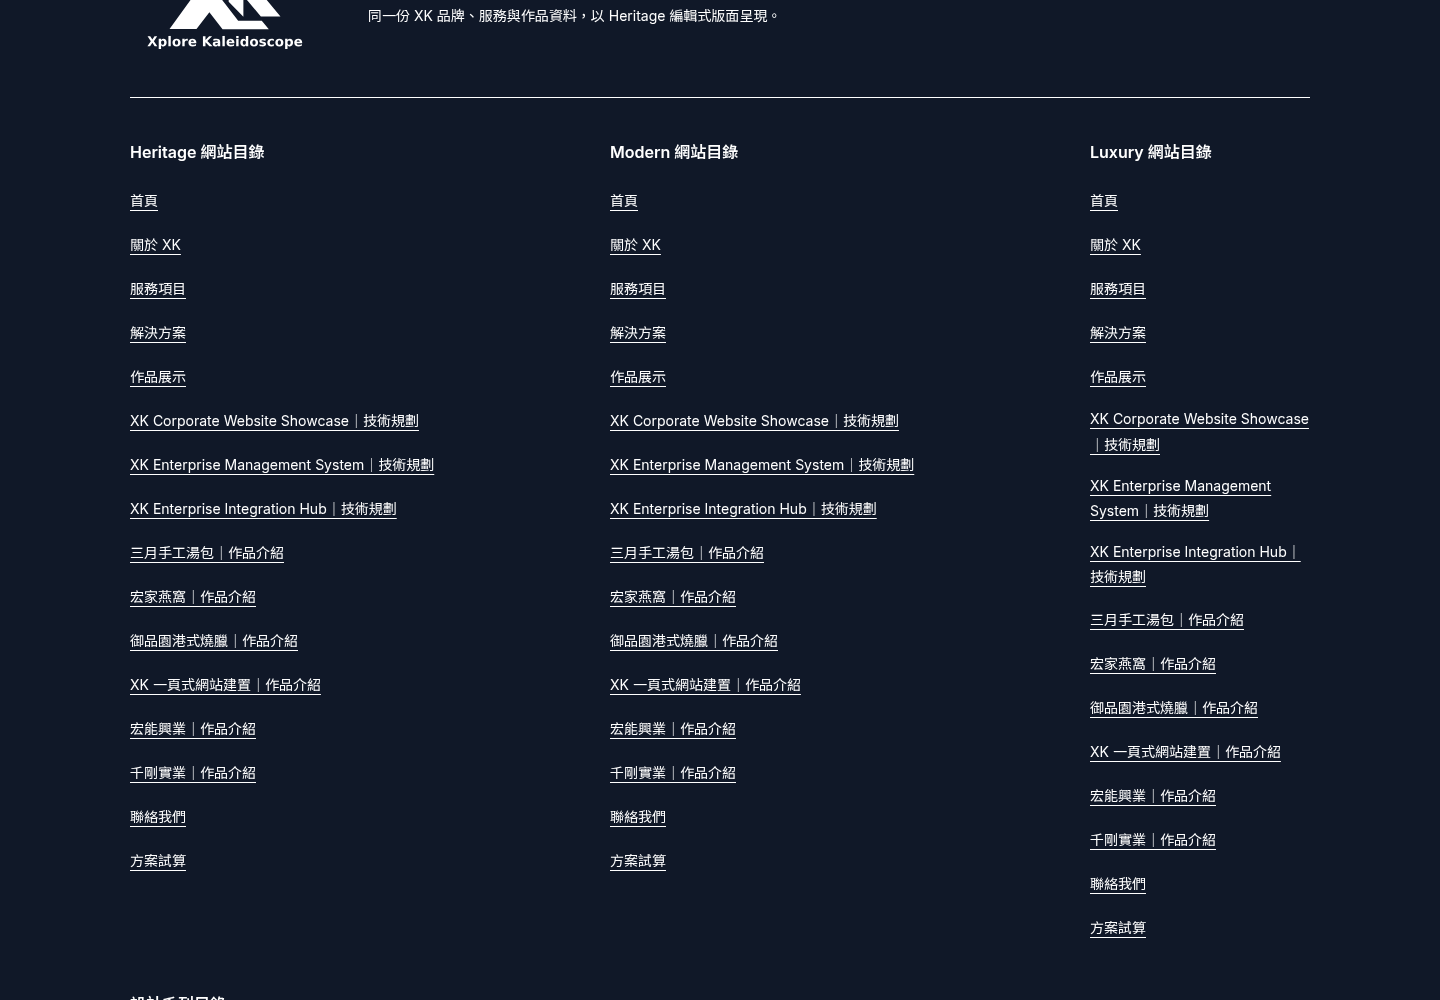 同一份 XK 品牌、服務與作品資料，以 Heritage 編輯式版面呈現。
Xplore Kaleidoscope
Heritage 網站目錄
首頁
關於 XK
服務項目
解決方案
作品展示
XK Corporate Website Showcase｜技術規劃
XK Enterprise Management System｜技術規劃
XK Enterprise Integration Hub｜技術規劃
三月手工湯包｜作品介紹
宏家燕窩｜作品介紹
御品園港式燒臘｜作品介紹
XK 一頁式網站建置｜作品介紹
宏能興業｜作品介紹
千剛實業｜作品介紹
聯絡我們
方案試算
Modern 網站目錄
首頁
關於 XK
服務項目
解決方案
作品展示
XK Corporate Website Showcase｜技術規劃
XK Enterprise Management System｜技術規劃
XK Enterprise Integration Hub｜技術規劃
三月手工湯包｜作品介紹
宏家燕窩｜作品介紹
御品園港式燒臘｜作品介紹
XK 一頁式網站建置｜作品介紹
宏能興業｜作品介紹
千剛實業｜作品介紹
聯絡我們
方案試算
Luxury 網站目錄
首頁
關於 XK
服務項目
解決方案
作品展示
XK Corporate Website Showcase
｜技術規劃
XK Enterprise Management
System｜技術規劃
XK Enterprise Integration Hub｜
技術規劃
三月手工湯包｜作品介紹
宏家燕窩｜作品介紹
御品園港式燒臘｜作品介紹
XK 一頁式網站建置｜作品介紹
宏能興業｜作品介紹
千剛實業｜作品介紹
聯絡我們
方案試算